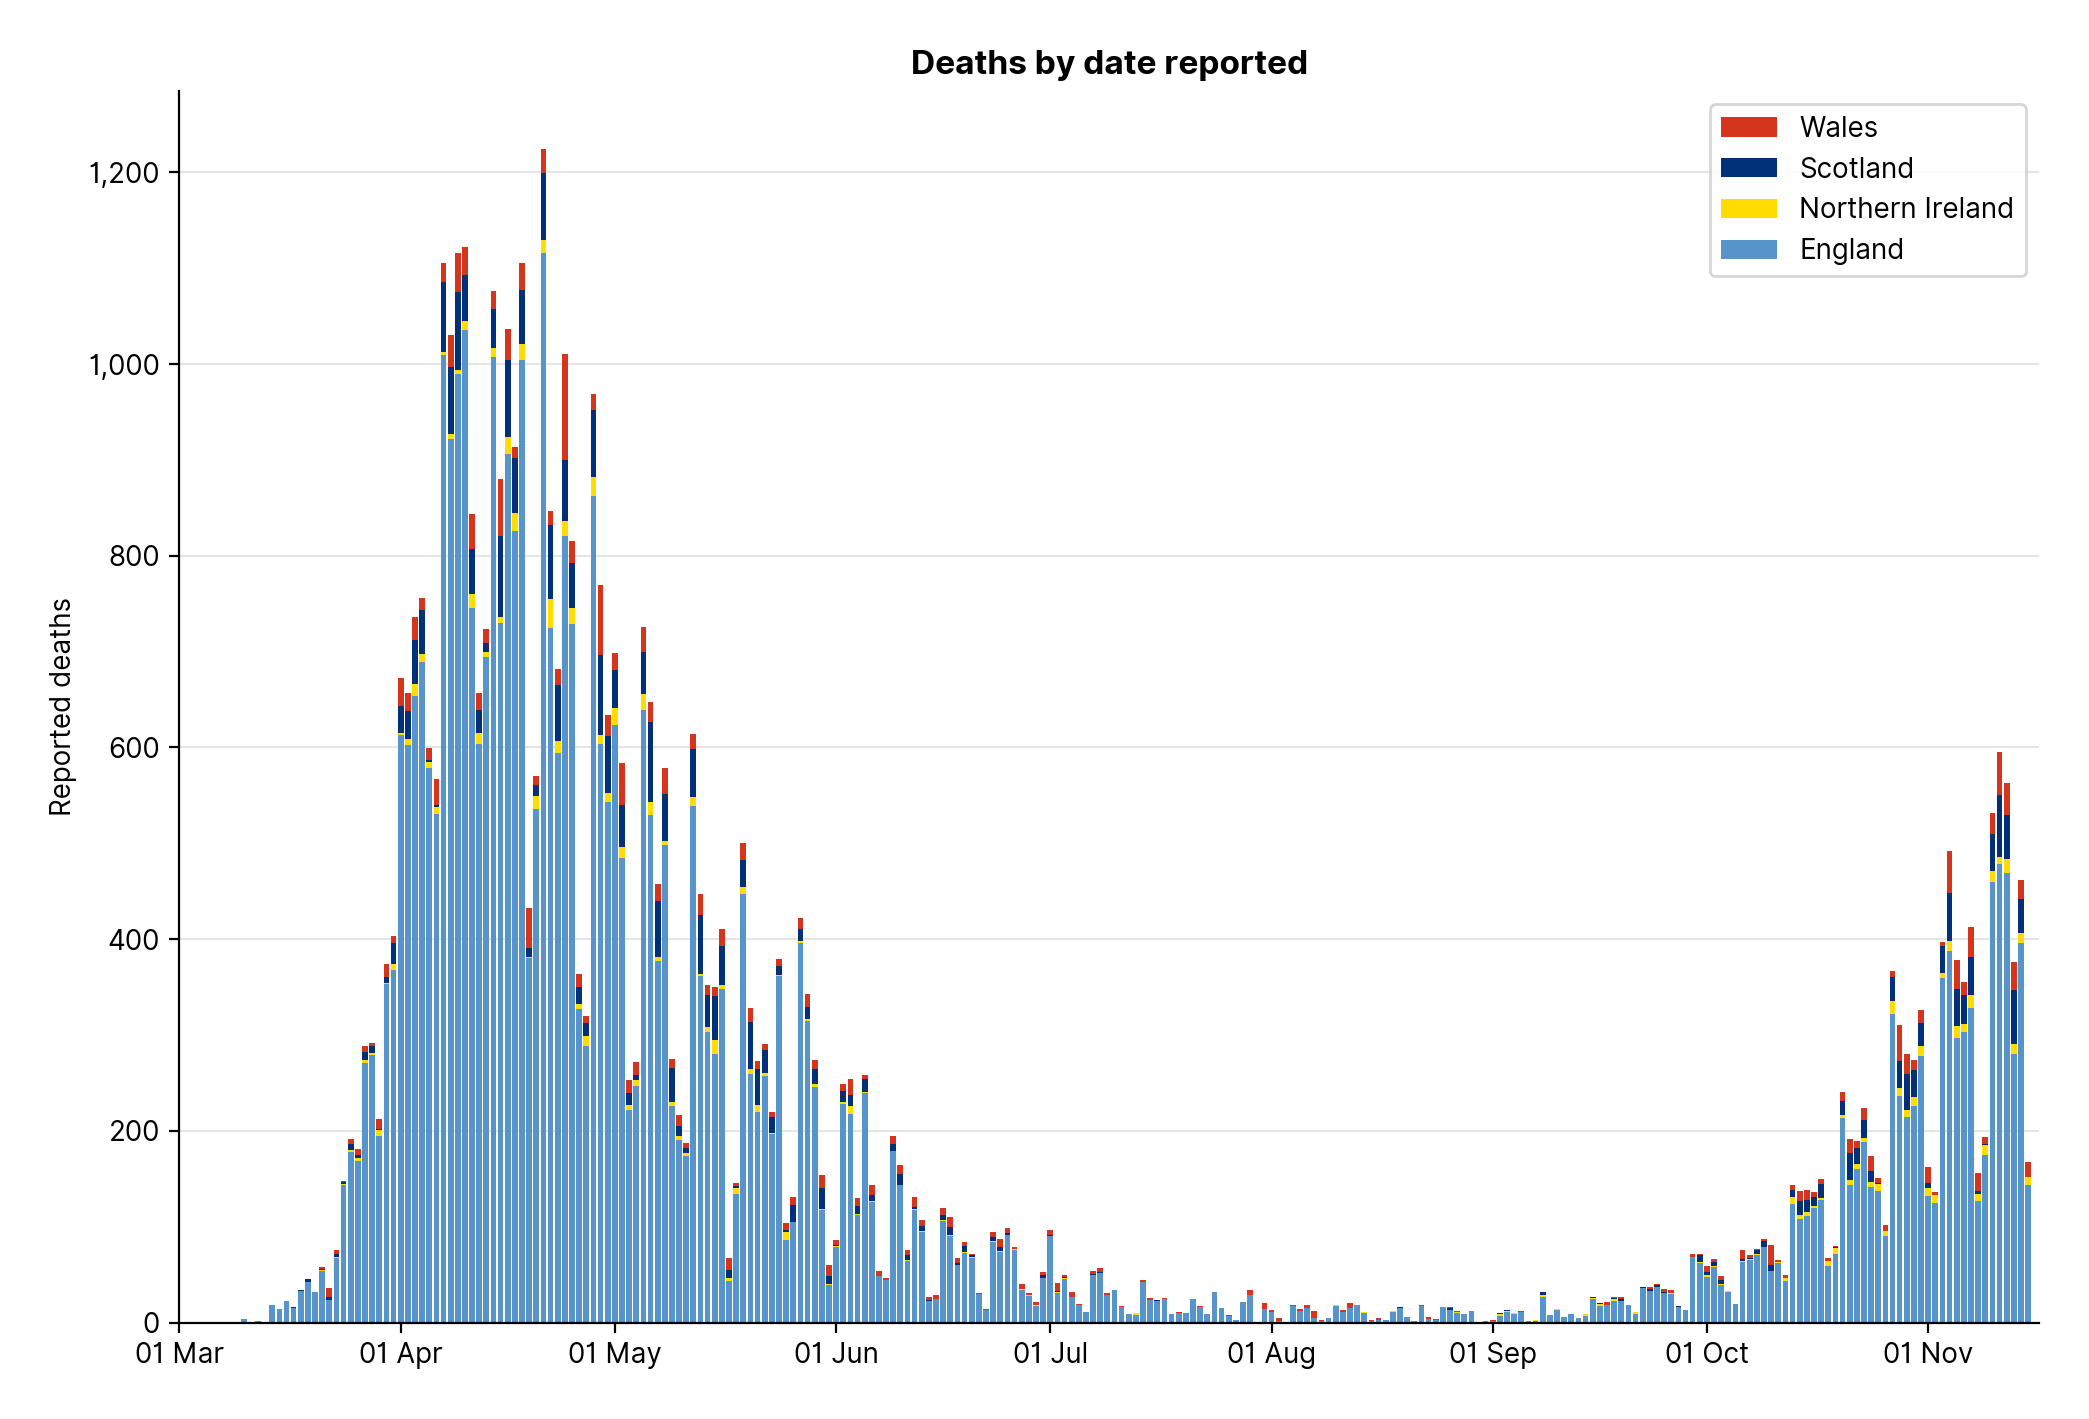 Deaths by date reported
Wales
Scotland
Northern Ireland
England
Reported deaths
1,200
1,000
800
600
400
200
0
01 Mar
01 Apr
01 May
01 Jun
01 Jul
01 Aug
01 Sep
01 Oct
01 Nov